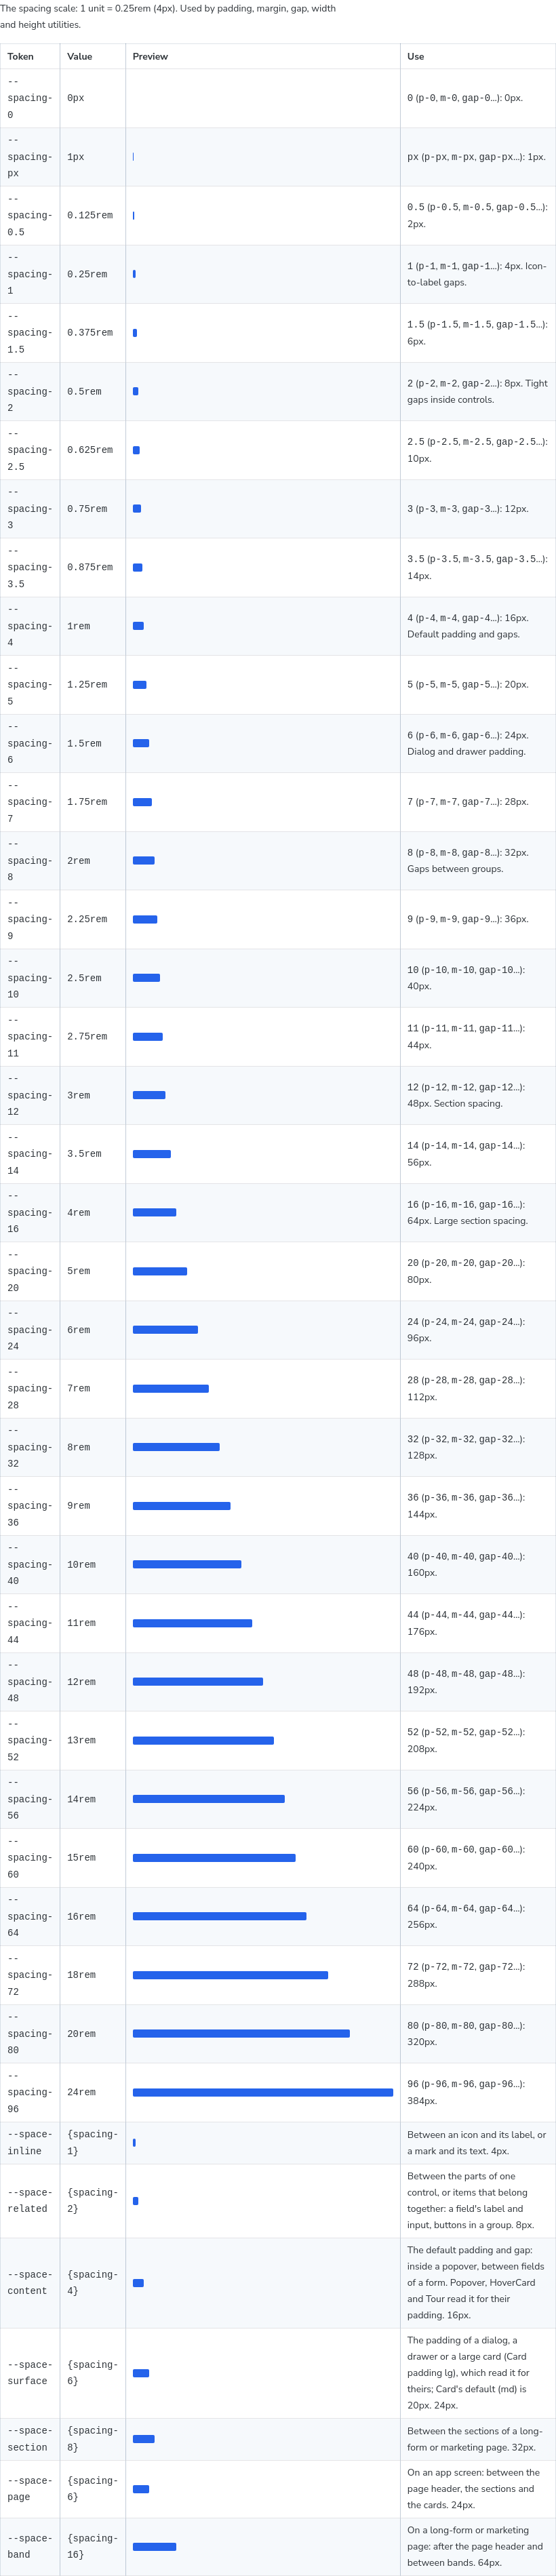 The spacing scale: 1 unit = 0.25rem (4px). Used by padding, margin, gap, width
and height utilities.
Token Value Preview Use
--
spacing-
0
0px
0 (p-0, m-0, gap-0…): 0px.
--
spacing-
px
1px
px (p-px, m-px, gap-px…): 1px.
--
spacing-
0.5
0.125rem
0.5 (p-0.5, m-0.5, gap-0.5…):
2px.
--
spacing-
1
0.25rem
1 (p-1, m-1, gap-1…): 4px. Icon-
to-label gaps.
--
spacing-
1.5
0.375rem
1.5 (p-1.5, m-1.5, gap-1.5…):
6px.
--
spacing-
2
0.5rem
2 (p-2, m-2, gap-2…): 8px. Tight
gaps inside controls.
--
spacing-
2.5
0.625rem
2.5 (p-2.5, m-2.5, gap-2.5…):
10px.
--
spacing-
3
0.75rem
3 (p-3, m-3, gap-3…): 12px.
--
spacing-
3.5
0.875rem
3.5 (p-3.5, m-3.5, gap-3.5…):
14px.
--
spacing-
4
1rem
4 (p-4, m-4, gap-4…): 16px.
Default padding and gaps.
--
spacing-
5
1.25rem
5 (p-5, m-5, gap-5…): 20px.
--
spacing-
6
1.5rem
6 (p-6, m-6, gap-6…): 24px.
Dialog and drawer padding.
--
spacing-
7
1.75rem
7 (p-7, m-7, gap-7…): 28px.
--
spacing-
8
2rem
8 (p-8, m-8, gap-8…): 32px.
Gaps between groups.
--
spacing-
9
2.25rem
9 (p-9, m-9, gap-9…): 36px.
--
spacing-
10
2.5rem
10 (p-10, m-10, gap-10…):
40px.
--
spacing-
11
2.75rem
11 (p-11, m-11, gap-11…):
44px.
--
spacing-
12
3rem
12 (p-12, m-12, gap-12…):
48px. Section spacing.
--
spacing-
14
3.5rem
14 (p-14, m-14, gap-14…):
56px.
--
spacing-
16
4rem
16 (p-16, m-16, gap-16…):
64px. Large section spacing.
--
spacing-
20
5rem
20 (p-20, m-20, gap-20…):
80px.
--
spacing-
24
6rem
24 (p-24, m-24, gap-24…):
96px.
--
spacing-
28
7rem
28 (p-28, m-28, gap-28…):
112px.
--
spacing-
32
8rem
32 (p-32, m-32, gap-32…):
128px.
--
spacing-
36
9rem
36 (p-36, m-36, gap-36…):
144px.
--
spacing-
40
10rem
40 (p-40, m-40, gap-40…):
160px.
--
spacing-
44
11rem
44 (p-44, m-44, gap-44…):
176px.
--
spacing-
48
12rem
48 (p-48, m-48, gap-48…):
192px.
--
spacing-
52
13rem
52 (p-52, m-52, gap-52…):
208px.
--
spacing-
56
14rem
56 (p-56, m-56, gap-56…):
224px.
--
spacing-
60
15rem
60 (p-60, m-60, gap-60…):
240px.
--
spacing-
64
16rem
64 (p-64, m-64, gap-64…):
256px.
--
spacing-
72
18rem
72 (p-72, m-72, gap-72…):
288px.
--
spacing-
80
20rem
80 (p-80, m-80, gap-80…):
320px.
--
spacing-
96
24rem
96 (p-96, m-96, gap-96…):
384px.
--space-
inline
{spacing-
1}
Between an icon and its label, or
a mark and its text. 4px.
--space-
related
{spacing-
2}
Between the parts of one
control, or items that belong
together: a field's label and
input, buttons in a group. 8px.
--space-
content
{spacing-
4}
The default padding and gap:
inside a popover, between fields
of a form. Popover, HoverCard
and Tour read it for their
padding. 16px.
--space-
surface
{spacing-
6}
The padding of a dialog, a
drawer or a large card (Card
padding lg), which read it for
theirs; Card's default (md) is
20px. 24px.
--space-
section
{spacing-
8}
Between the sections of a long-
form or marketing page. 32px.
--space-
page
{spacing-
6}
On an app screen: between the
page header, the sections and
the cards. 24px.
--space-
band
{spacing-
16}
On a long-form or marketing
page: after the page header and
between bands. 64px.